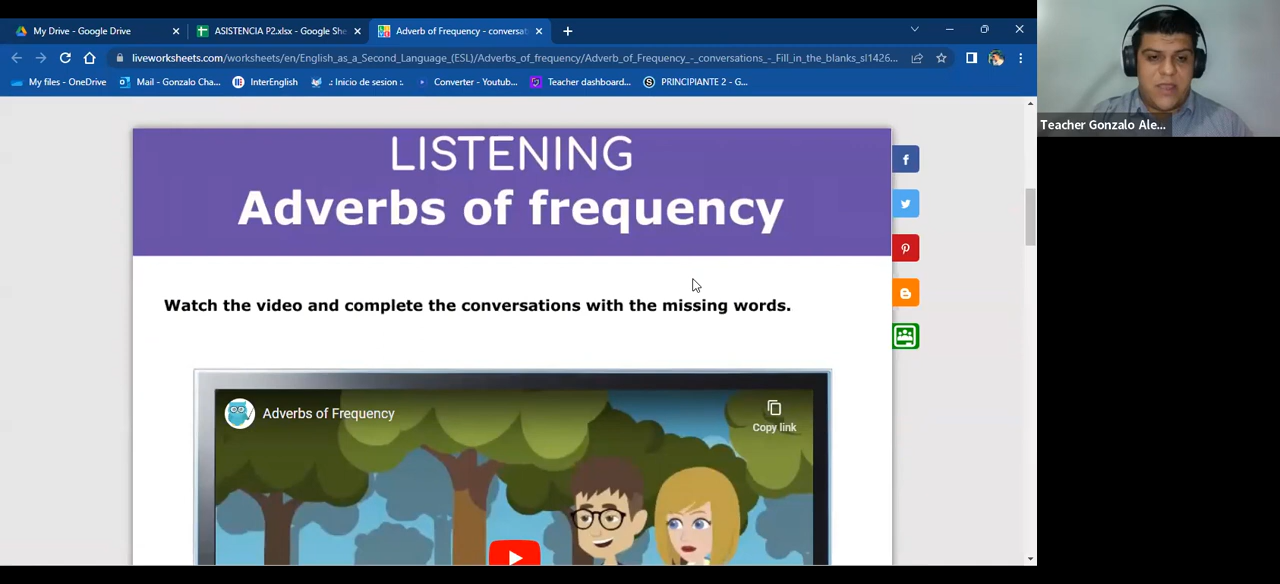 My Drive - Google Drive
ASISTENCIA P2.xlsx - Google She
Adverb of Frequency - conversat
liveworksheets.com/worksheets/en/English_as_a_Second_Language_(ESL)/Adverbs_of_frequency/Adverb_of_Frequency_-_conversations_-_Fill_in_the_blanks_sl1426...
My files - OneDrive
Mail - Gonzalo Cha...
InterEnglish
.: Inicio de sesion :.
Converter - Youtub...
Teacher dashboard...
PRINCIPIANTE 2 - G...
Teacher Gonzalo Ale...
LISTENING
Adverbs of frequency
Watch the video and complete the conversations with the missing words.
Adverbs of Frequency
Copy link